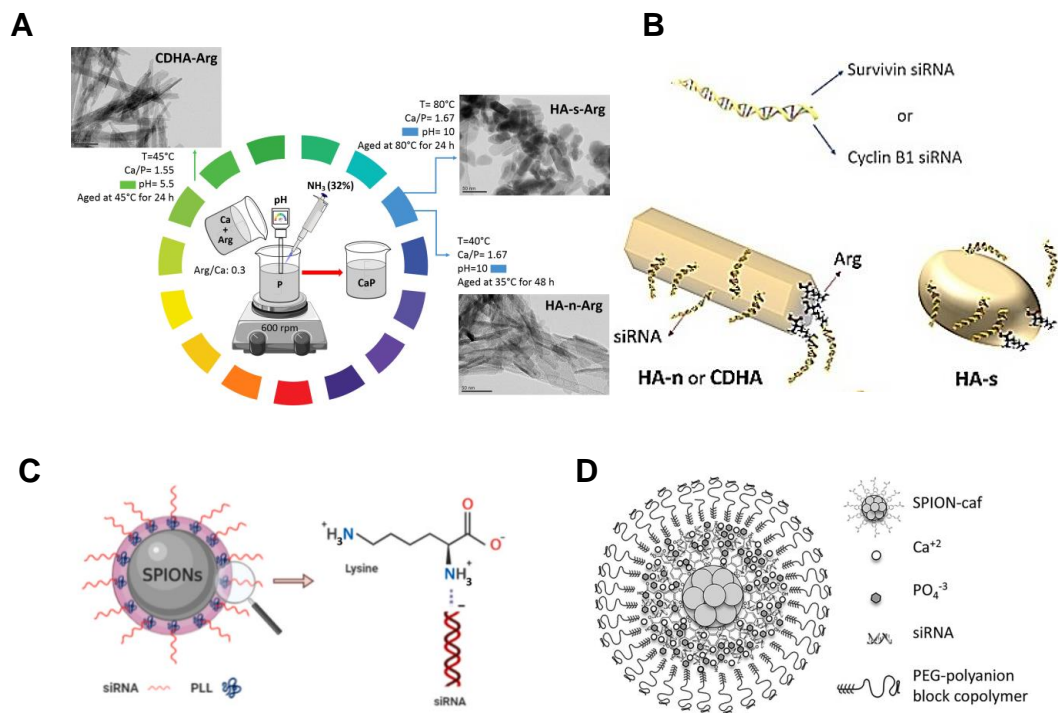 A
CDHA-Arg
T=45°C
Ca/P= 1.55
pH= 5.5
Aged at 45°C for 24 h
T= 80°C
Ca/P= 1.67
pH= 10
Aged at 80°C for 24 h
HA-s-Arg
50 nm
NH₃ (32%)
pH
Ca
+
Arg
Arg/Ca: 0.3
P
CaP
600 rpm
T=40°C
Ca/P= 1.67
pH=10
Aged at 35°C for 48 h
HA-n-Arg
B
Survivin siRNA
or
Cyclin B1 siRNA
Arg
siRNA
HA-n or CDHA
HA-s
C
SPIONs
siRNA
PLL
⁺H₃N
O
O⁻
Lysine
NH₃⁺
−
siRNA
D
SPION-caf
Ca⁺²
PO₄⁻³
siRNA
PEG-polyanion
block copolymer